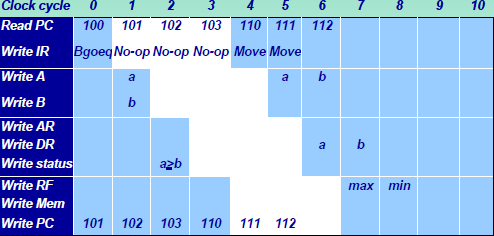 Clock cycle 0 1 2 3 4 5 6 7 8 9 10
Read PC 100 101 102 103 110 111 112
Write IR Bgoeq No-op No-op No-op Move Move
Write A a a b
Write B b
Write AR
Write DR a b
Write status a≥b
Write RF max min
Write Mem
Write PC 101 102 103 110 111 112